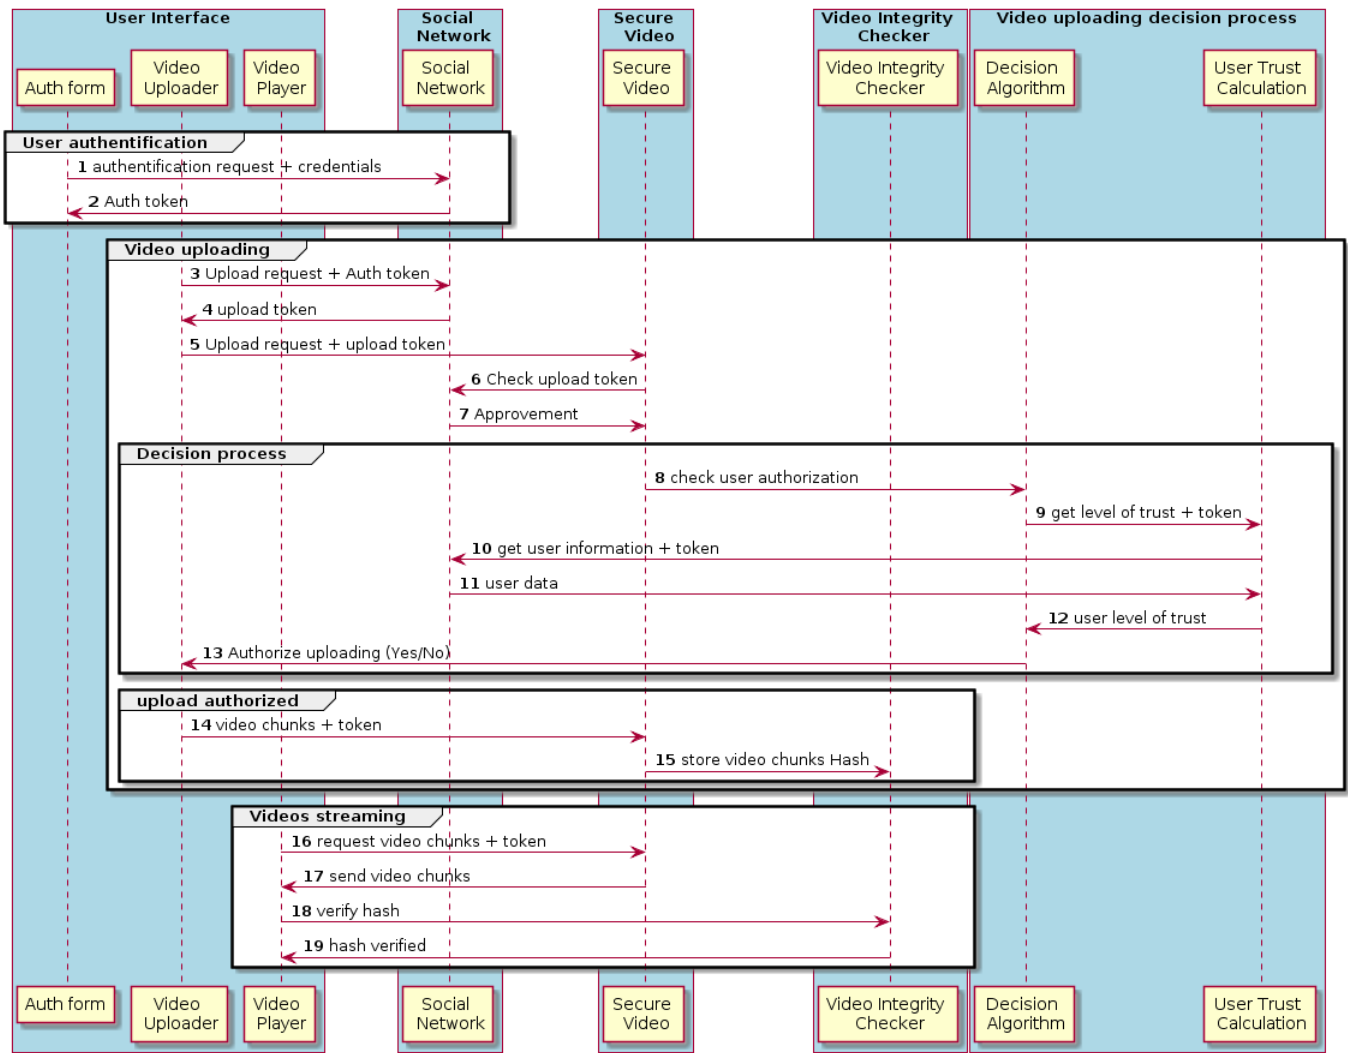 User Interface
Social
Network
Secure
Video
Video Integrity
Checker
Video uploading decision process
Auth form
Video
Uploader
Video
Player
Social
Network
Secure
Video
Video Integrity
Checker
Decision
Algorithm
User Trust
Calculation
User authentification
1 authentification request + credentials
2 Auth token
Video uploading
3 Upload request + Auth token
4 upload token
5 Upload request + upload token
6 Check upload token
7 Approvement
Decision process
8 check user authorization
9 get level of trust + token
10 get user information + token
11 user data
12 user level of trust
13 Authorize uploading (Yes/No)
upload authorized
14 video chunks + token
15 store video chunks Hash
Videos streaming
16 request video chunks + token
17 send video chunks
18 verify hash
19 hash verified
Auth form
Video
Uploader
Video
Player
Social
Network
Secure
Video
Video Integrity
Checker
Decision
Algorithm
User Trust
Calculation